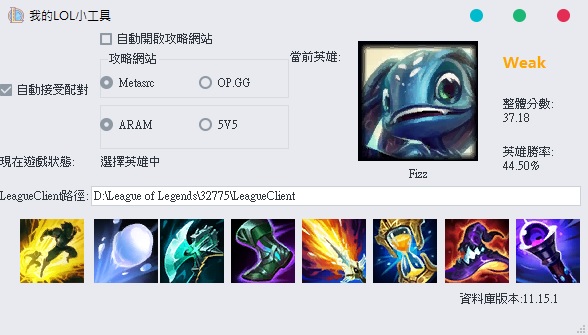 我的LOL小工具
自動開啟攻略網站
攻略網站
當前英雄:
Weak
自動接受配對
Metasrc
OP.GG
整體分數:
37.18
ARAM
5V5
英雄勝率:
44.50%
現在遊戲狀態:
選擇英雄中
Fizz
LeagueClient路徑:
D:\League of Legends\32775\LeagueClient
資料庫版本:11.15.1